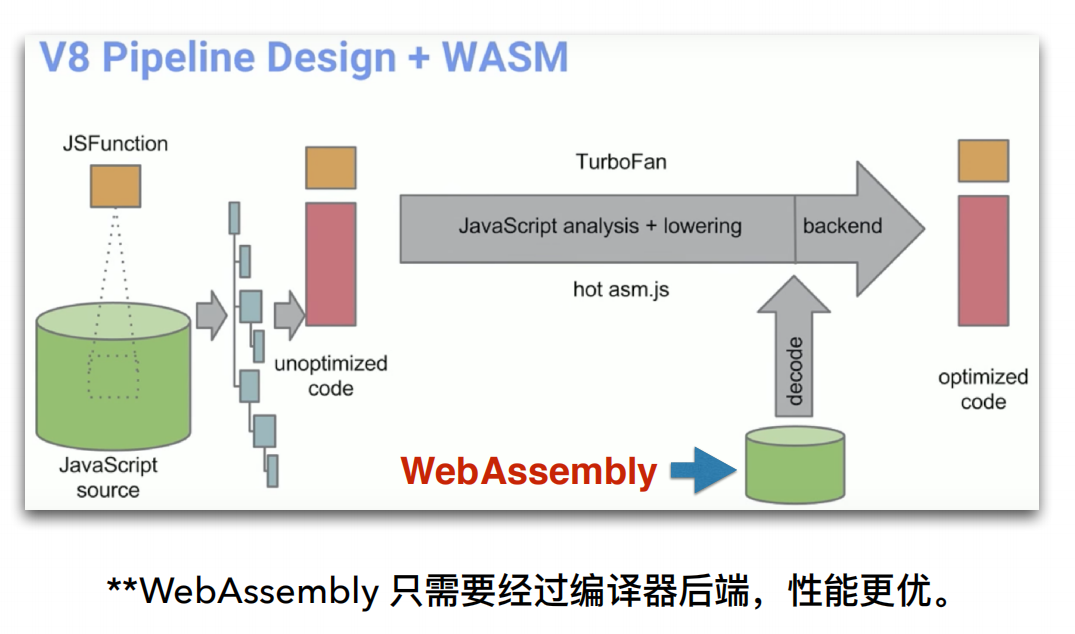 V8 Pipeline Design + WASM
JSFunction
TurboFan
JavaScript analysis + lowering
backend
hot asm.js
unoptimized
code
decode
optimized
code
JavaScript
source
WebAssembly
**WebAssembly 只需要经过编译器后端，性能更优。